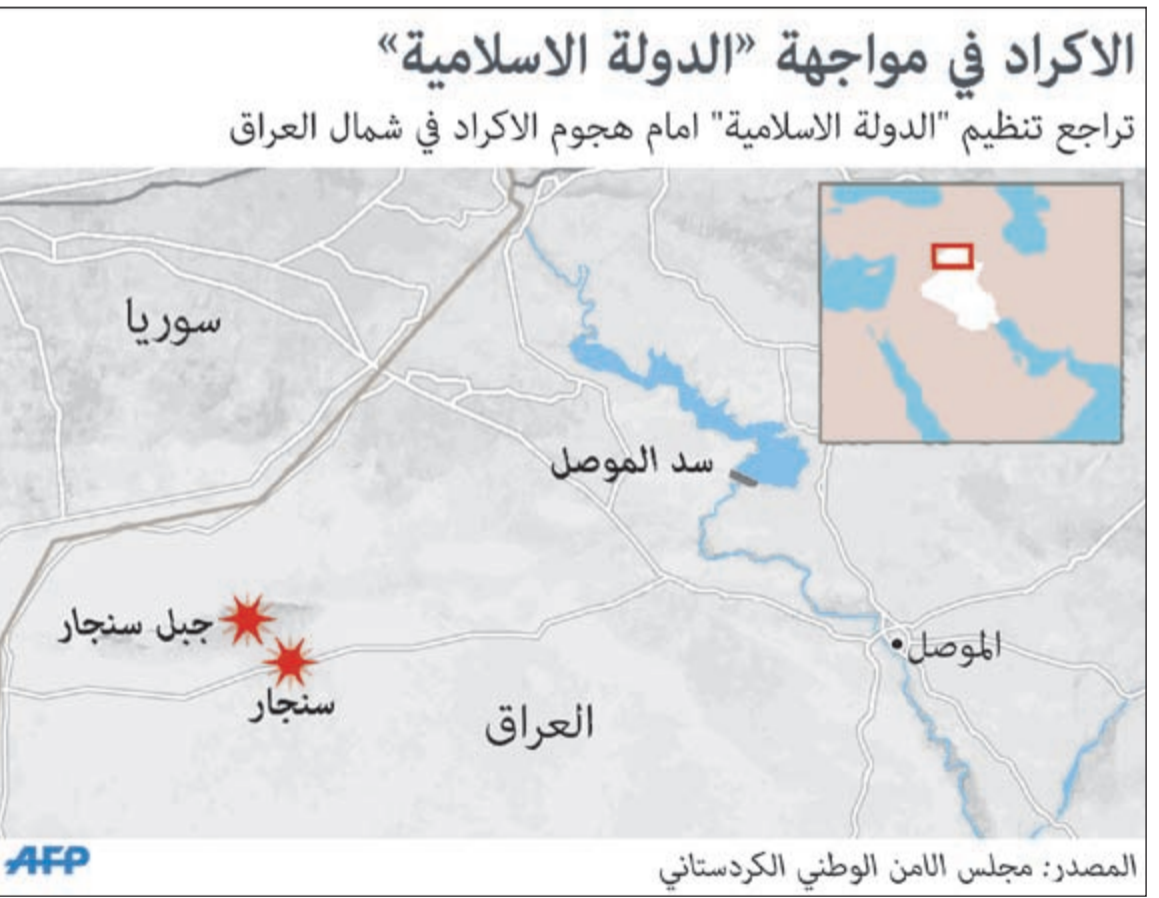 الاكراد في مواجهة «الدولة الاسلامية»
تراجع تنظيم "الدولة الاسلامية" امام هجوم الاكراد في شمال العراق
سوريا
سد الموصل
جبل سنجار
الموصل
سنجار
العراق
المصدر: مجلس الامن الوطني الكردستاني
AFP